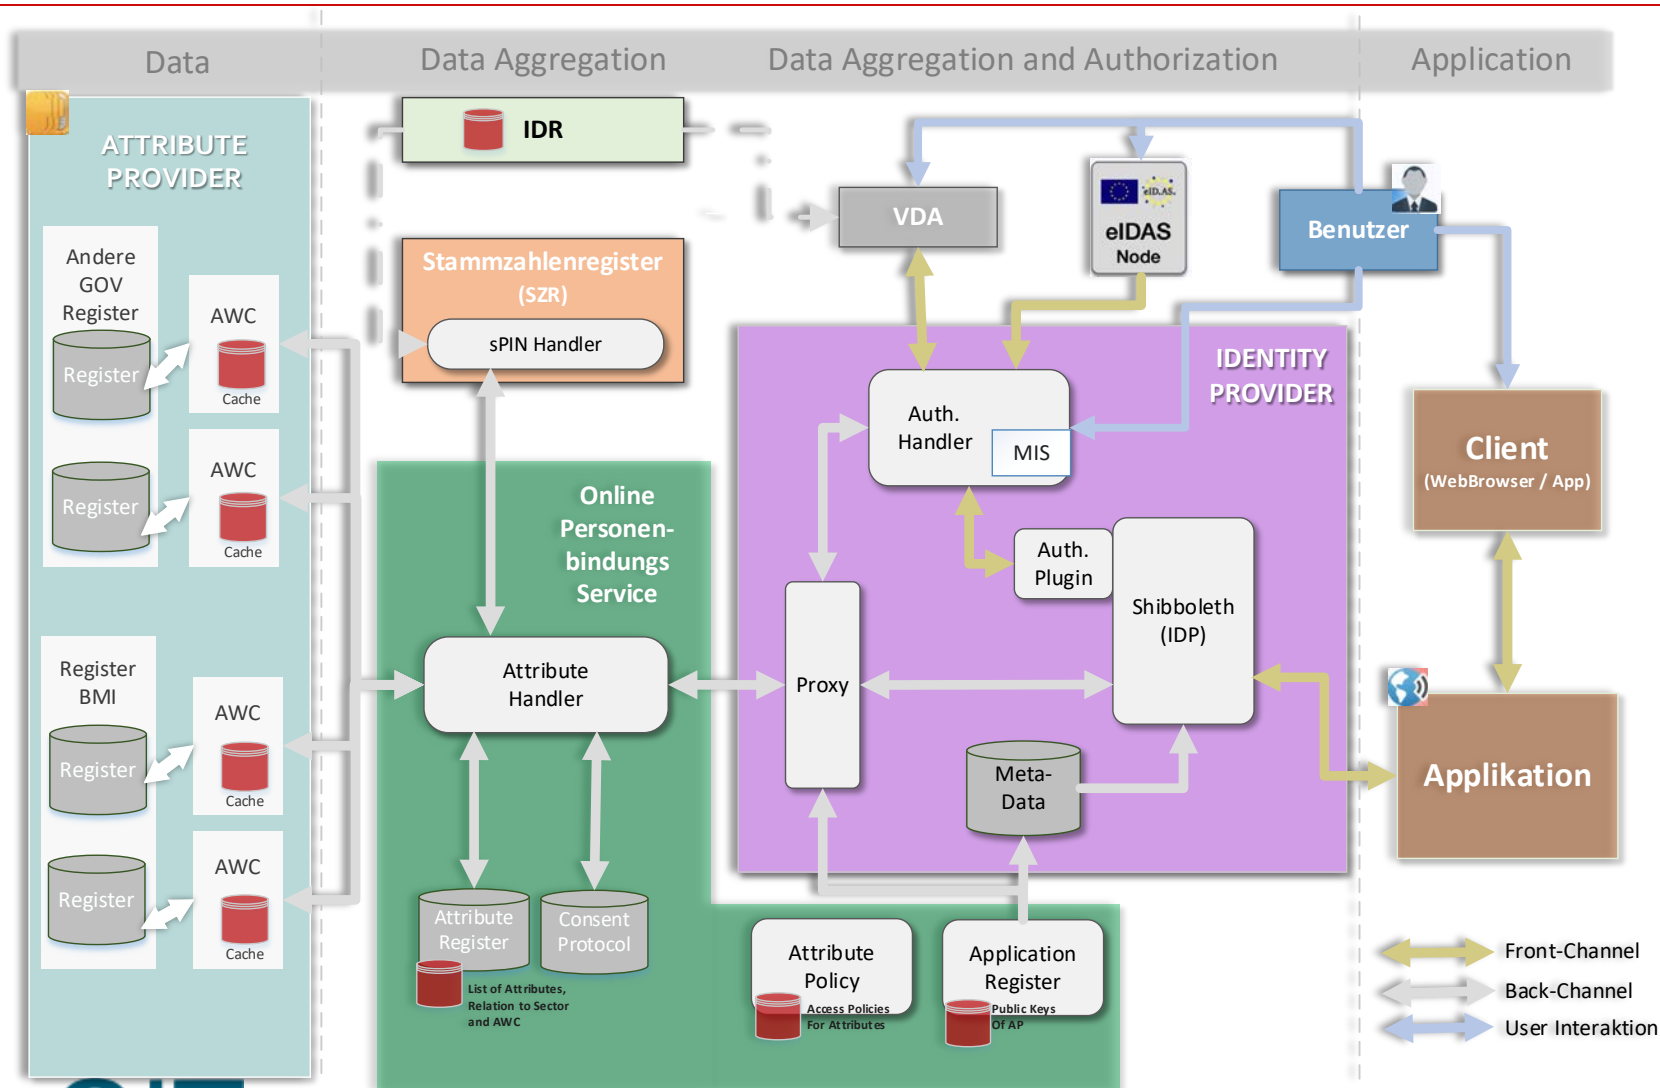 Data
Data Aggregation
Data Aggregation and Authorization
Application
ATTRIBUTE
PROVIDER
Andere
GOV
Register
Register
AWC
Cache
Register
AWC
Cache
Register
BMI
Register
AWC
Cache
Register
AWC
Cache
IDR
Stammzahlenregister
(SZR)
sPIN Handler
Online
Personen-
bindungs
Service
Attribute
Handler
Attribute
Register
List of Attributes,
Relation to Sector
and AWC
Consent
Protocol
Attribute
Policy
Access Policies
For Attributes
Application
Register
Public Keys
Of AP
VDA
eID.AS.
eIDAS
Node
Benutzer
IDENTITY
PROVIDER
Auth.
Handler
MIS
Auth.
Plugin
Shibboleth
(IDP)
Proxy
Meta-
Data
Client
(WebBrowser / App)
Applikation
Front-Channel
Back-Channel
User Interaktion